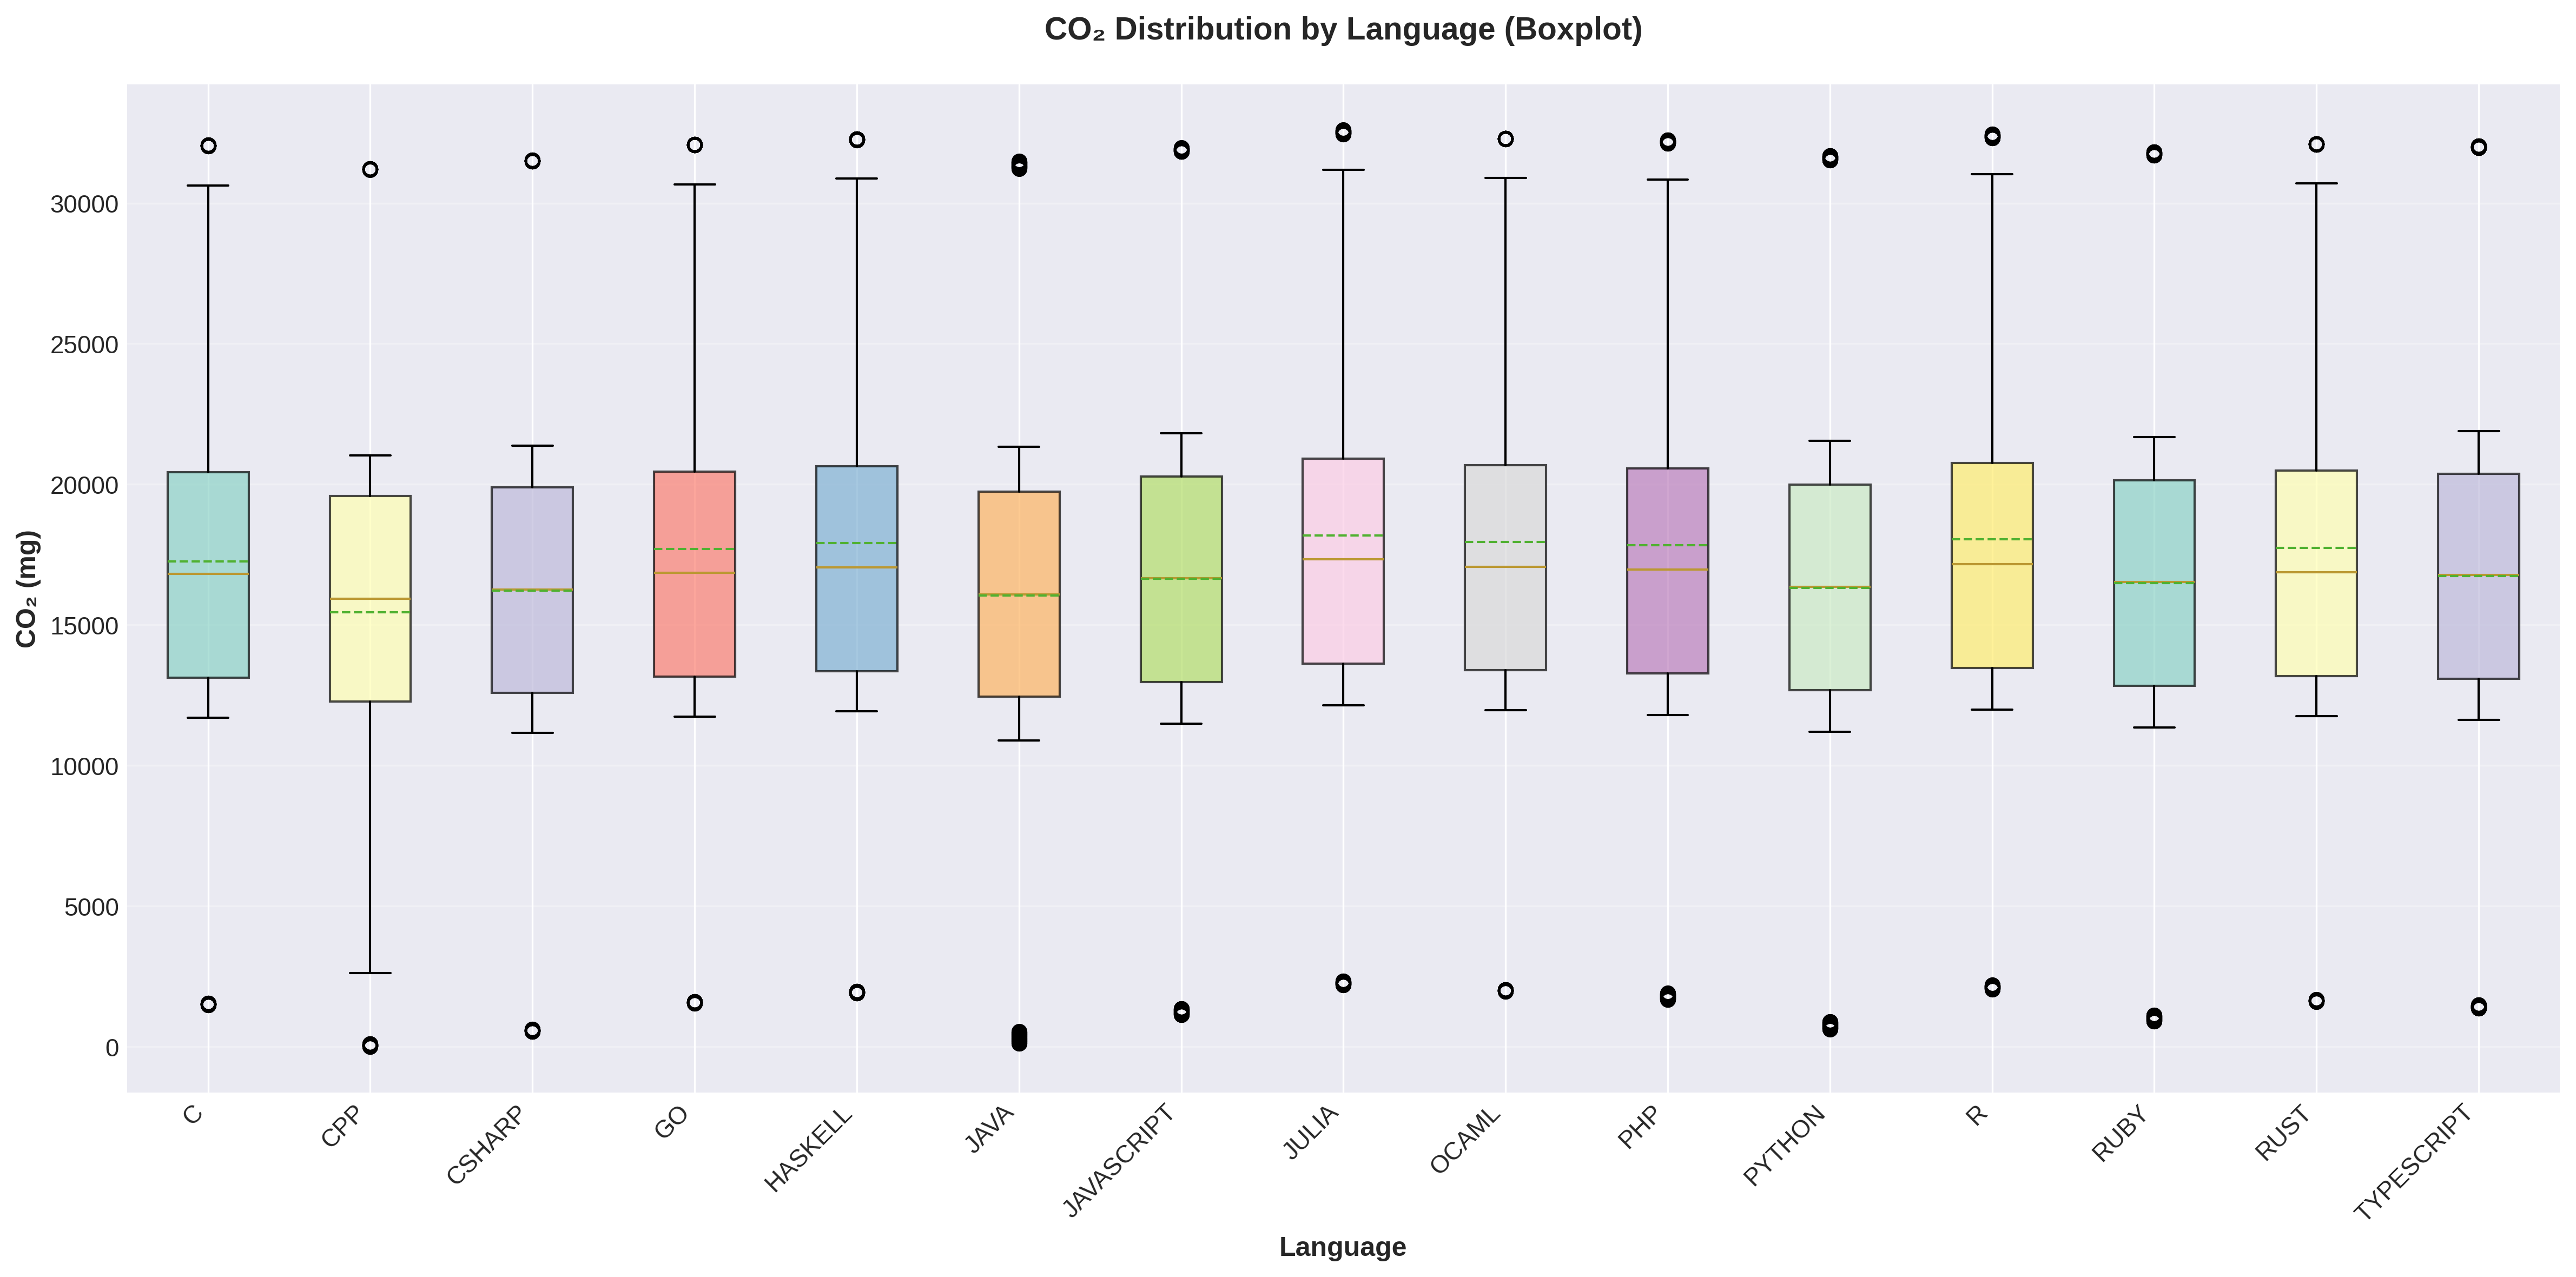 CO₂ Distribution by Language (Boxplot)
CO₂ (mg)
30000
25000
20000
15000
10000
5000
0
C
CPP
CSHARP
GO
HASKELL
JAVA
JAVASCRIPT
JULIA
OCAML
PHP
PYTHON
R
RUBY
RUST
TYPESCRIPT
Language